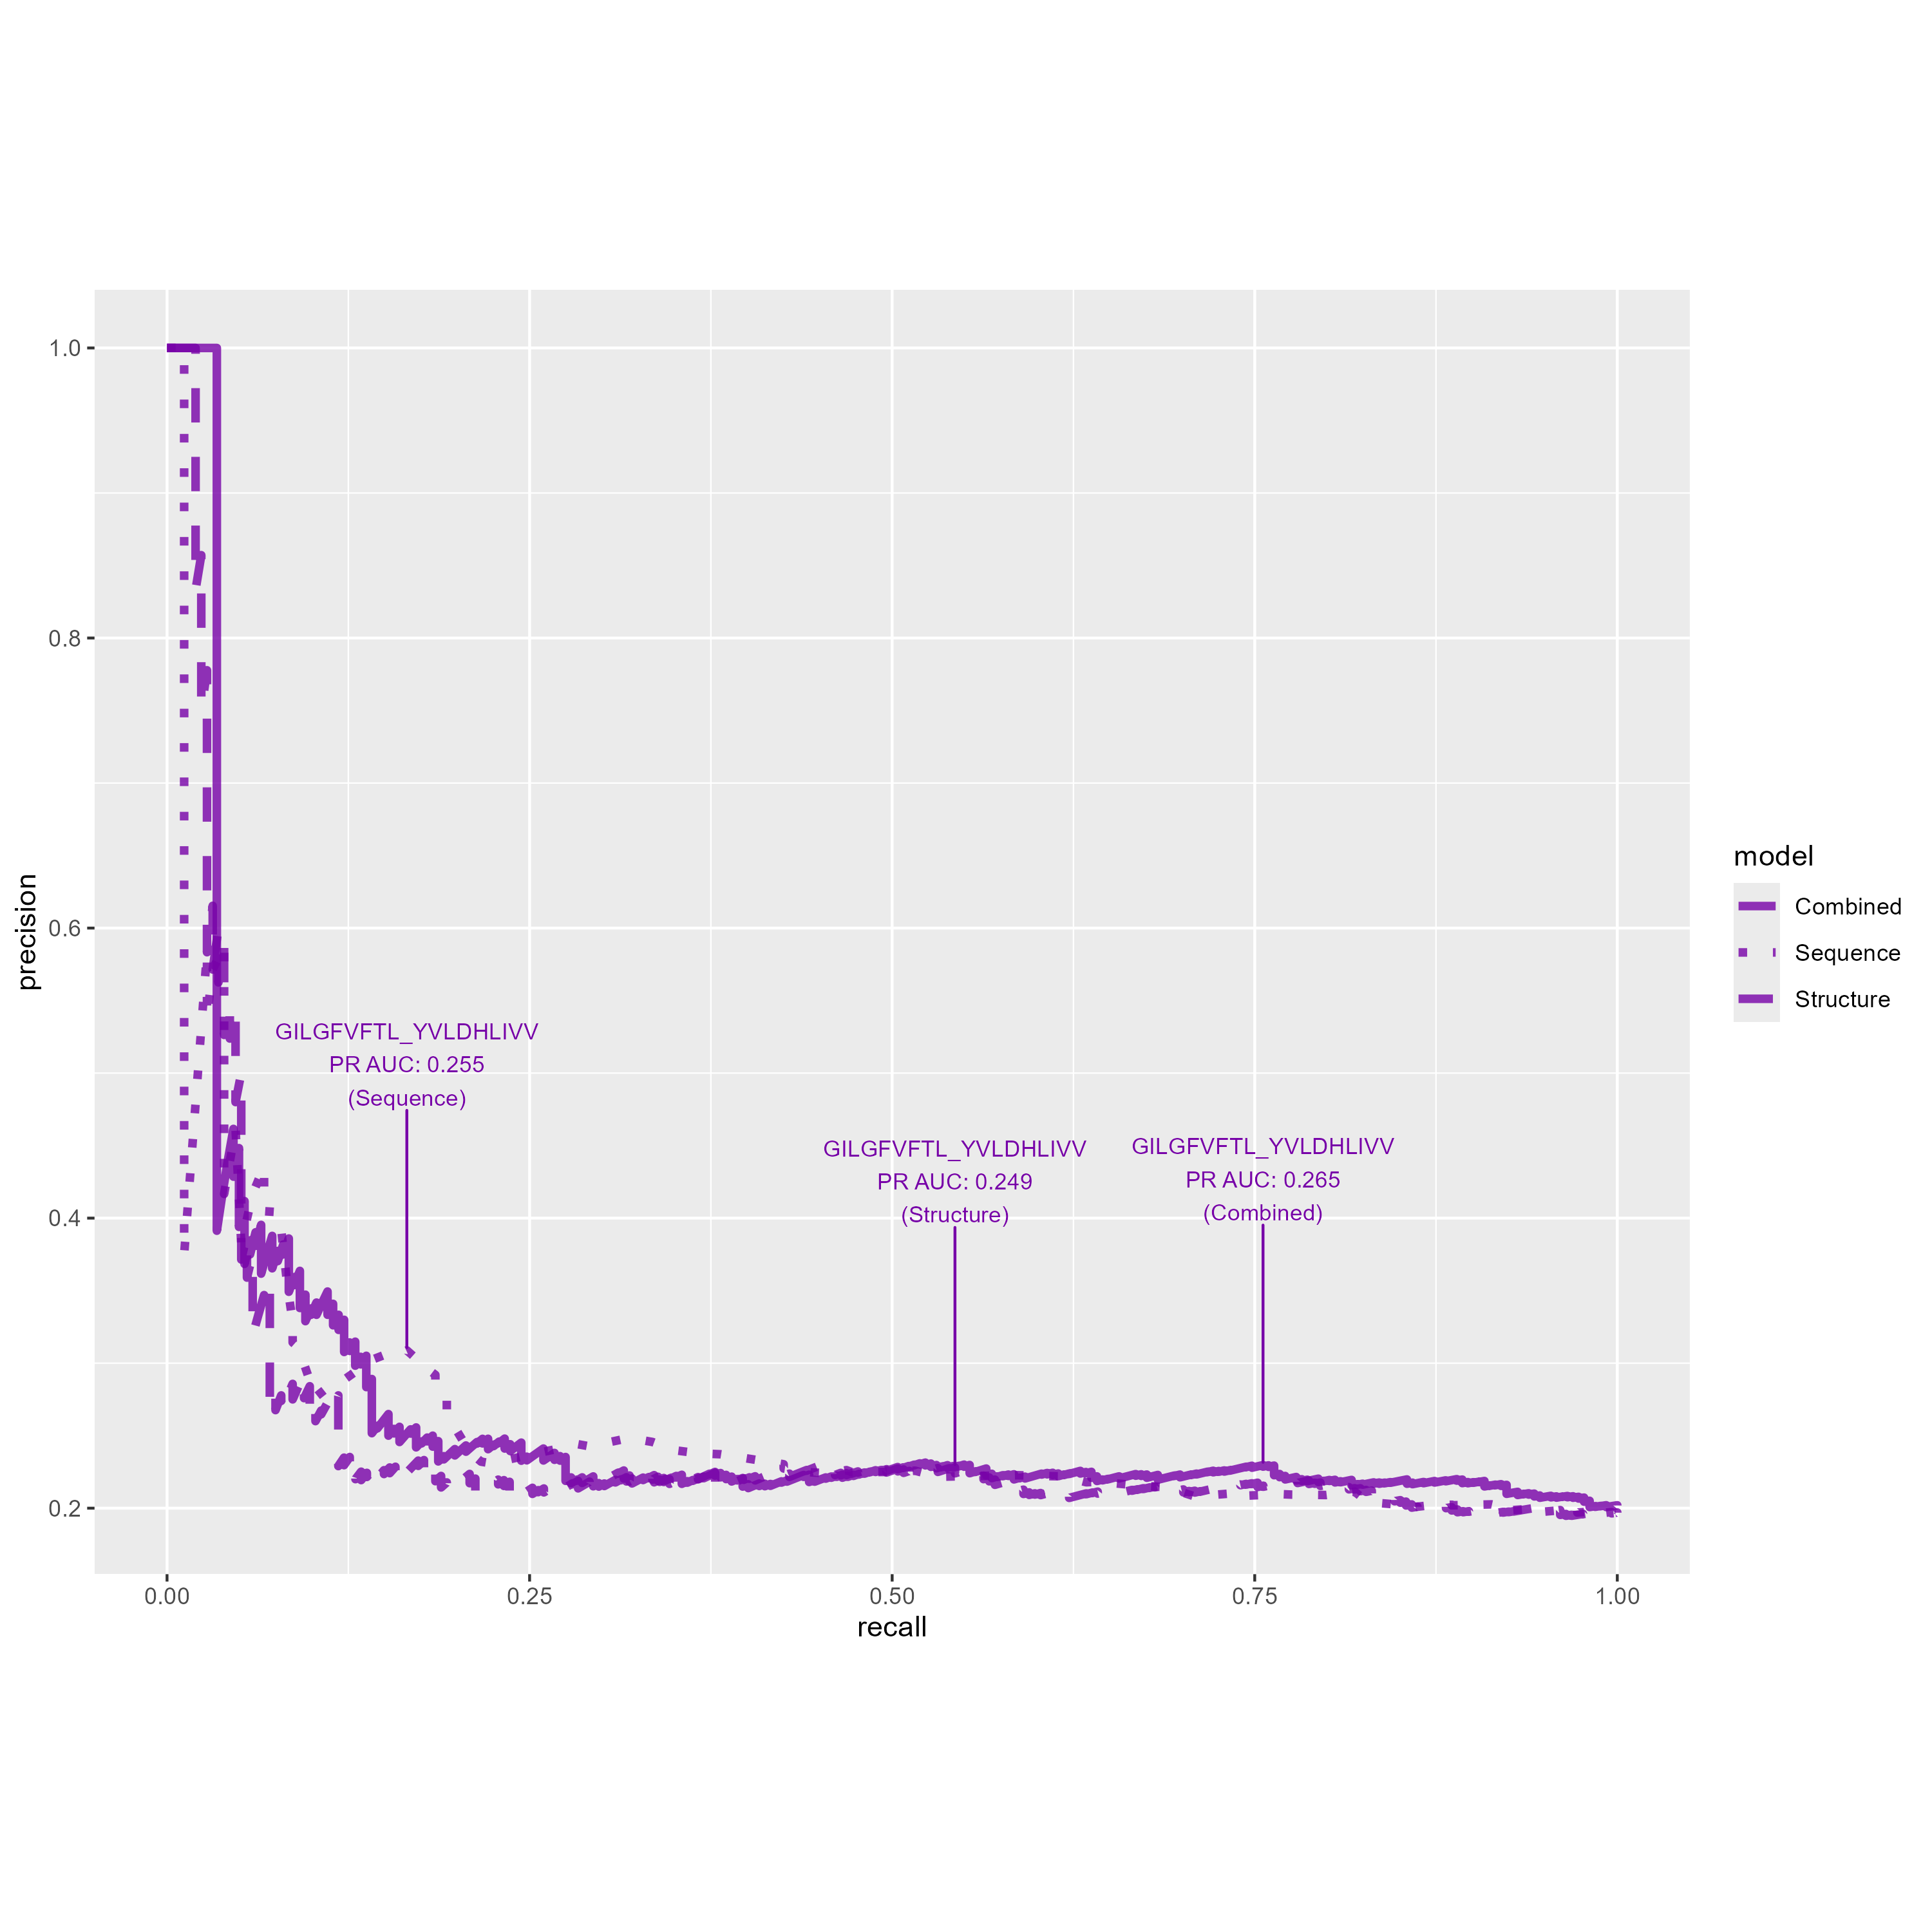 1.0
0.8
0.6
0.4
0.2
precision
GILGFVFTL_YVLDHLIVV
PR AUC: 0.255
(Sequence)
GILGFVFTL_YVLDHLIVV
PR AUC: 0.249
(Structure)
GILGFVFTL_YVLDHLIVV
PR AUC: 0.265
(Combined)
0.00 0.25 0.50 0.75 1.00
recall
model
Combined
Sequence
Structure